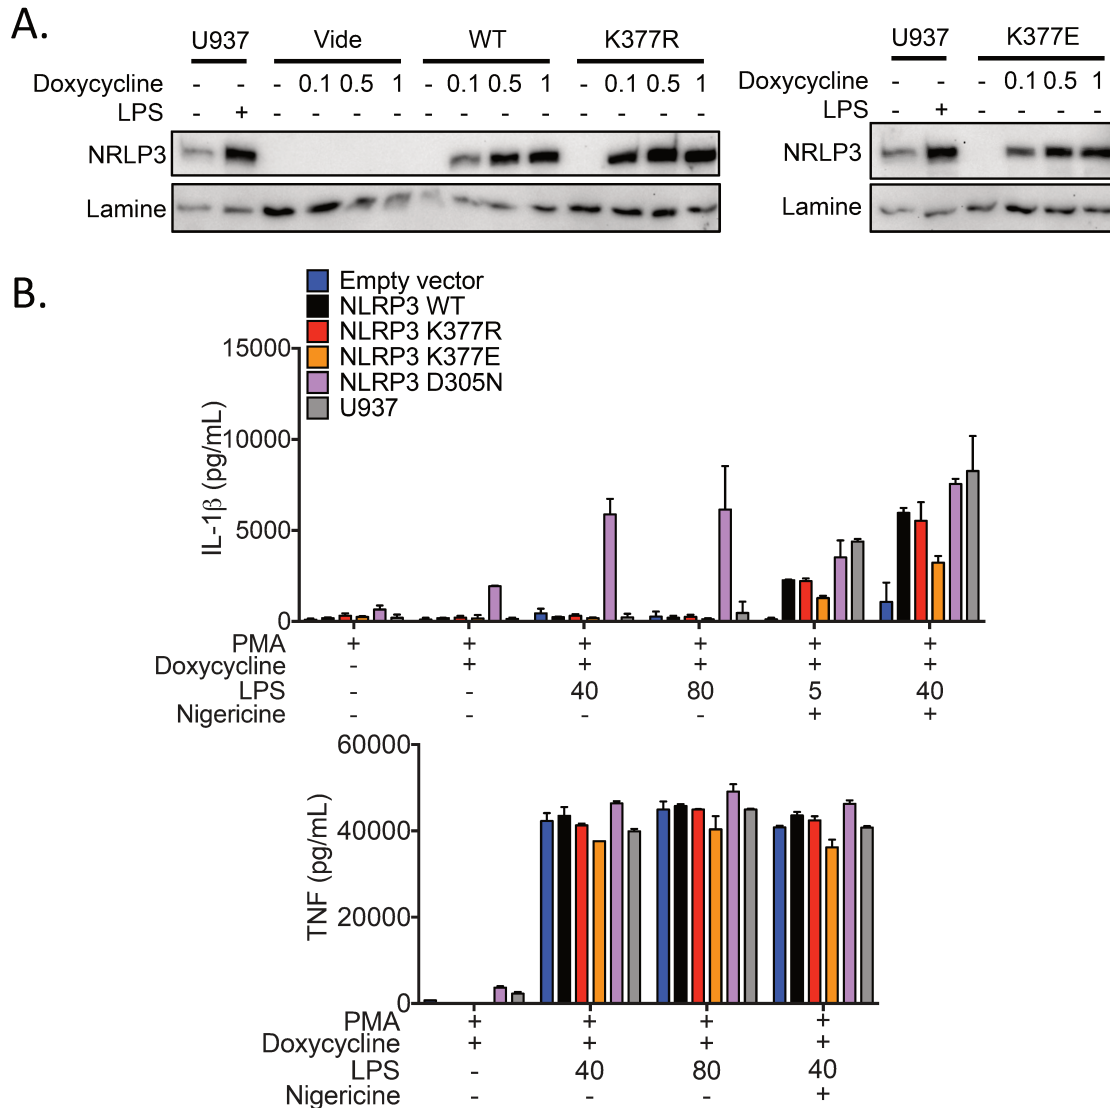 A.
U937 Vide WT K377R
Doxycycline - - - 0.1 0.5 1 - 0.1 0.5 1 - 0.1 0.5 1
LPS - + - - - - - - - - - - - -
NRLP3
Lamine
U937 K377E
Doxycycline - - - 0.1 0.5 1
LPS - + - - - -
NRLP3
Lamine
B.
Empty vector
NLRP3 WT
NLRP3 K377R
NLRP3 K377E
NLRP3 D305N
U937
IL-1β (pg/mL)
15000
10000
5000
0
PMA + + + + + +
Doxycycline - + + + + +
LPS - - 40 80 5 40
Nigericine - - - - + +
TNF (pg/mL)
60000
40000
20000
0
PMA + + + +
Doxycycline + + + +
LPS - 40 80 40
Nigericine - - - +